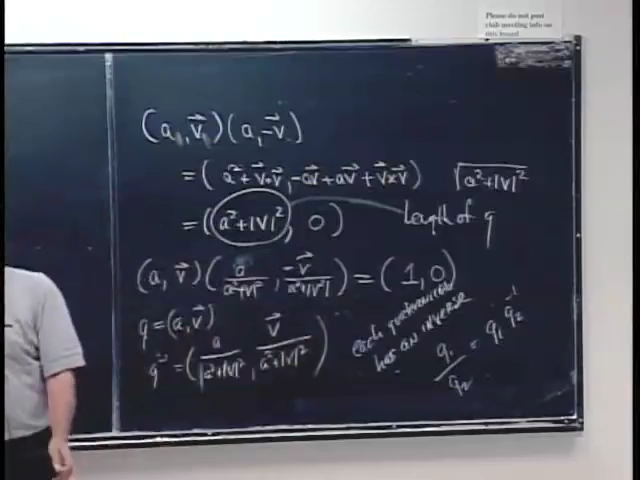 Please do not post
club meeting info on
this board
(a, v⃗)(a, -v⃗)
= (a² + v⃗•v⃗, -av⃗ + av⃗ + v⃗×v⃗) √(a²+|v|²)
= (a²+|v|², 0) length of q
(a, v⃗)(a/(a²+|v|²), -v⃗/(a²+|v|²)) = (1, 0)
q = (a, v⃗)
q⁻¹ = (a/(a²+|v|²), v⃗/(a²+|v|²))
each quaternion
has an inverse
q₁/q₂ = q₁ q₂⁻¹